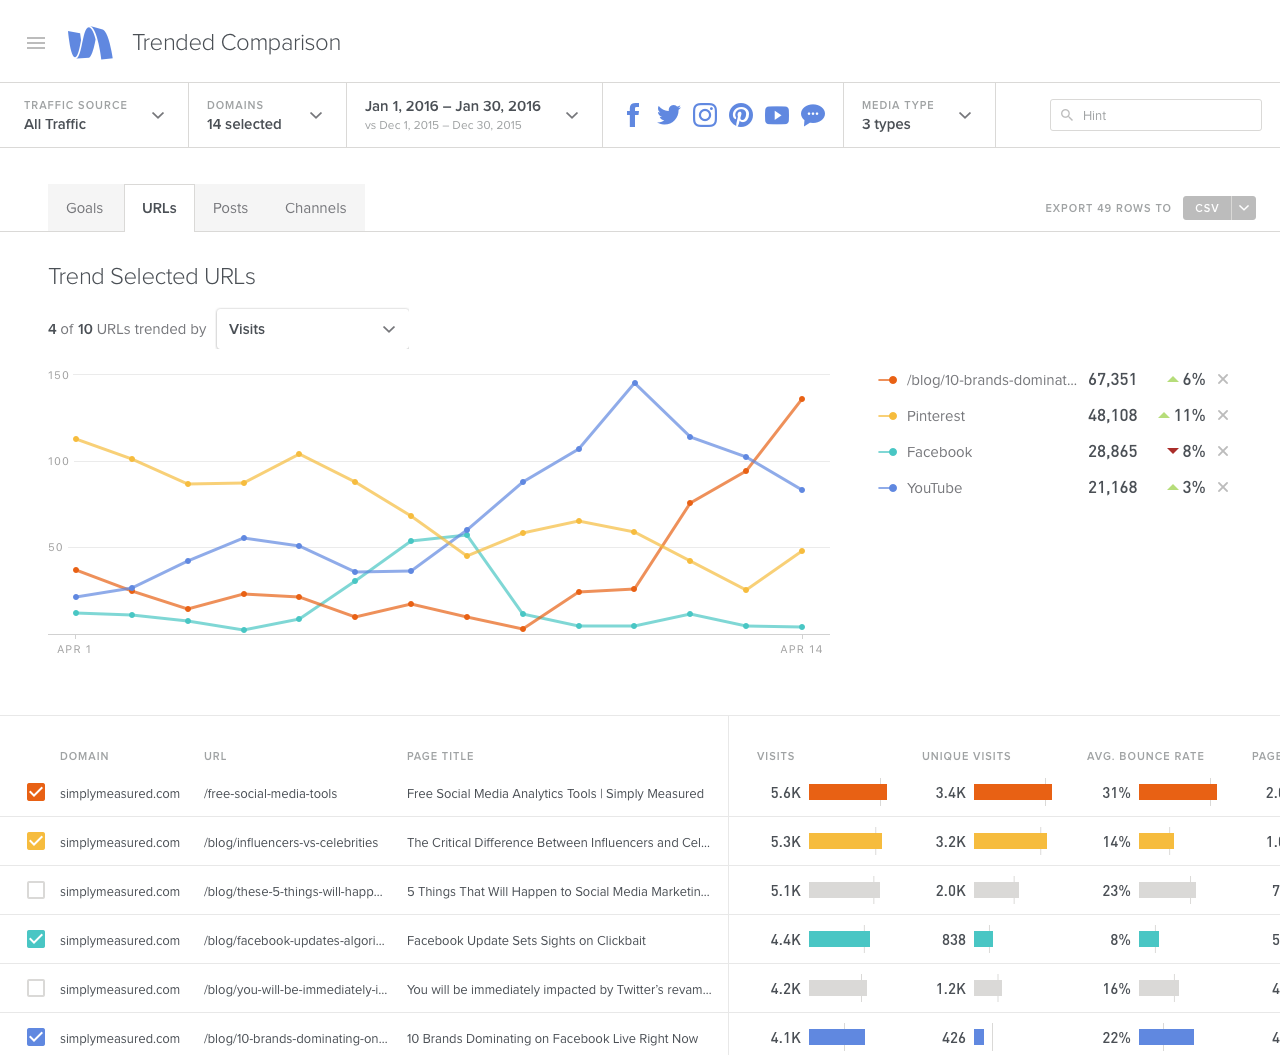 Trended Comparison
TRAFFIC SOURCE
All Traffic
DOMAINS
14 selected
Jan 1, 2016 – Jan 30, 2016
vs Dec 1, 2015 – Dec 30, 2015
MEDIA TYPE
3 types
Hint
Goals URLs Posts Channels
EXPORT 49 ROWS TO CSV
Trend Selected URLs
4 of 10 URLs trended by Visits
150
100
50
APR 1 APR 14
/blog/10-brands-dominat... 67,351 6%
Pinterest 48,108 11%
Facebook 28,865 8%
YouTube 21,168 3%
DOMAIN URL PAGE TITLE VISITS UNIQUE VISITS AVG. BOUNCE RATE PAGE
simplymeasured.com /free-social-media-tools Free Social Media Analytics Tools | Simply Measured 5.6K 3.4K 31% 2.
simplymeasured.com /blog/influencers-vs-celebrities The Critical Difference Between Influencers and Cel... 5.3K 3.2K 14% 1.
simplymeasured.com /blog/these-5-things-will-happ... 5 Things That Will Happen to Social Media Marketin... 5.1K 2.0K 23% 7
simplymeasured.com /blog/facebook-updates-algori... Facebook Update Sets Sights on Clickbait 4.4K 838 8% 5
simplymeasured.com /blog/you-will-be-immediately-i... You will be immediately impacted by Twitter’s revam... 4.2K 1.2K 16% 4
simplymeasured.com /blog/10-brands-dominating-on... 10 Brands Dominating on Facebook Live Right Now 4.1K 426 22% 4